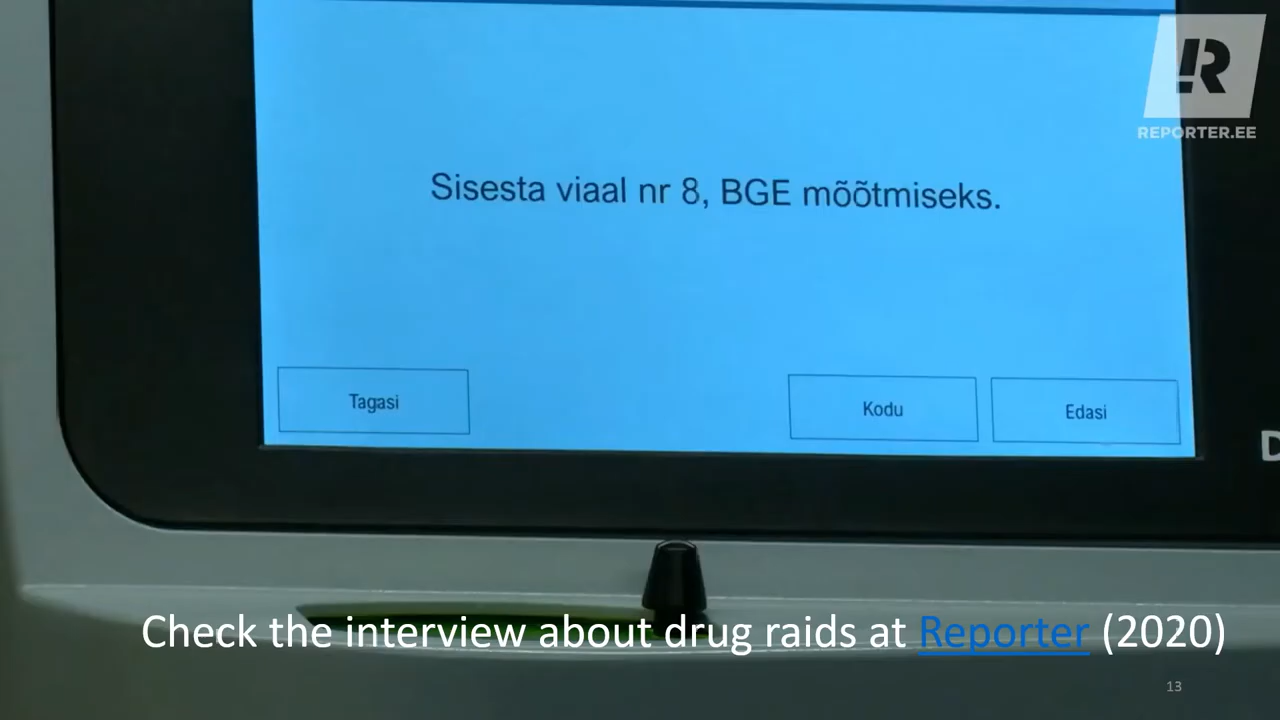 REPORTER.EE
Sisesta viaal nr 8, BGE mõõtmiseks.
Tagasi
Kodu
Edasi
D
Check the interview about drug raids at Reporter (2020)
13